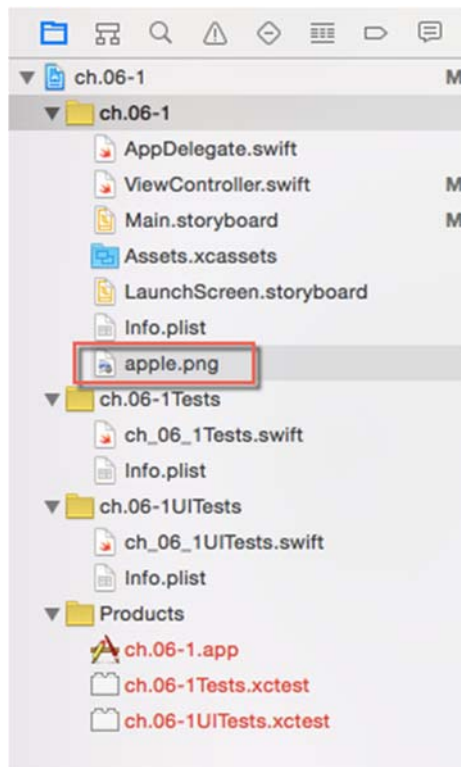 ch.06-1 M
ch.06-1
AppDelegate.swift
ViewController.swift M
Main.storyboard M
Assets.xcassets
LaunchScreen.storyboard
Info.plist
apple.png
ch.06-1Tests
ch_06_1Tests.swift
Info.plist
ch.06-1UITests
ch_06_1UITests.swift
Info.plist
Products
ch.06-1.app
ch.06-1Tests.xctest
ch.06-1UITests.xctest